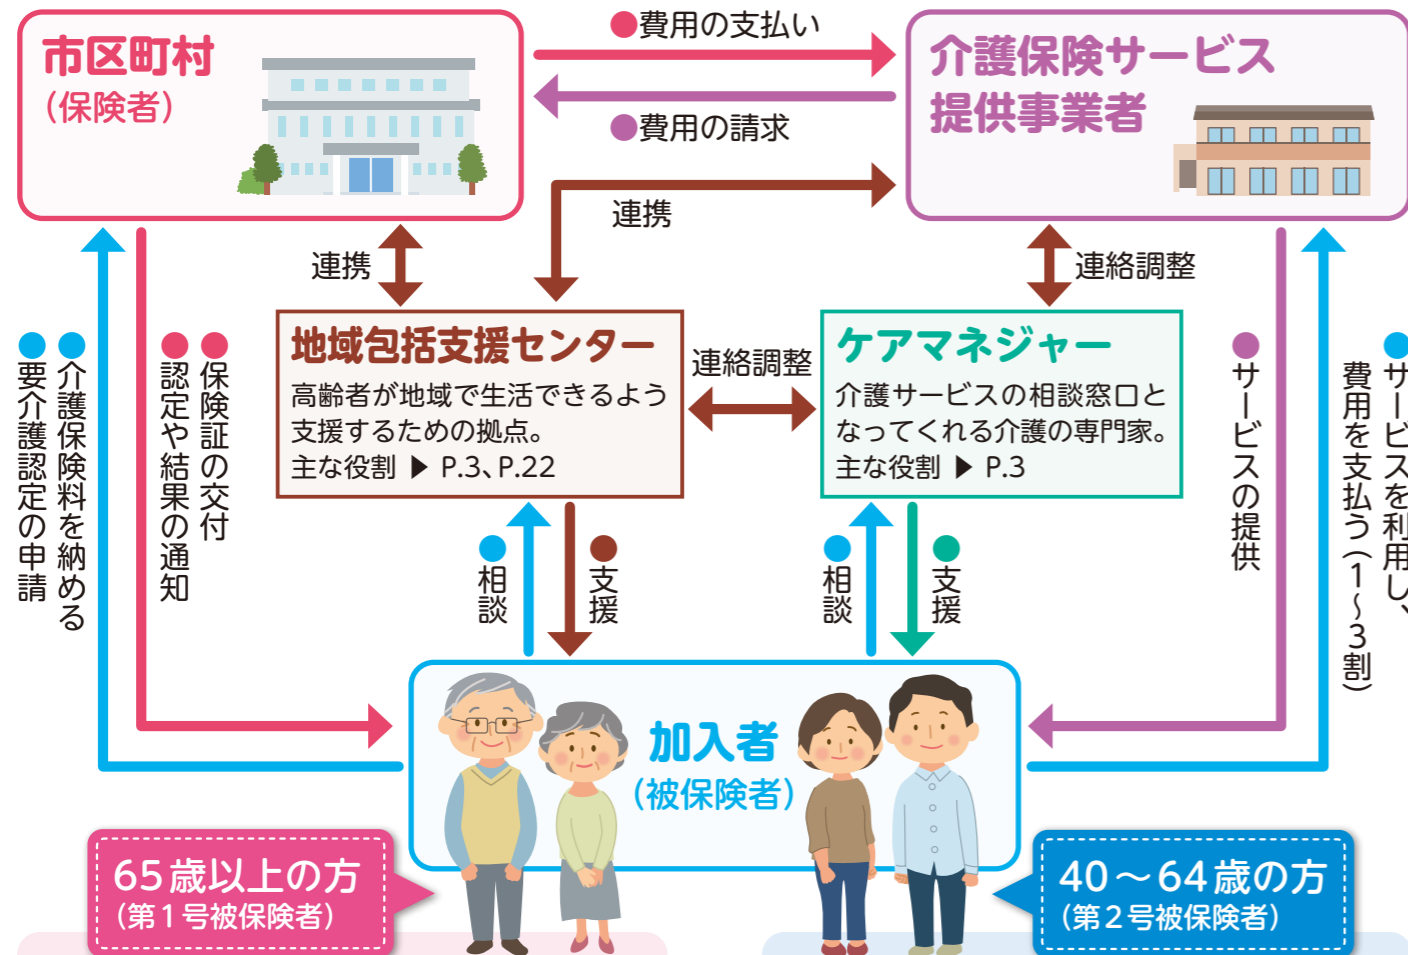 市区町村
（保険者）
●費用の支払い
●費用の請求
介護保険サービス
提供事業者
連携
連携
連絡調整
地域包括支援センター
高齢者が地域で生活できるよう
支援するための拠点。
主な役割 ▶ P.3、P.22
連絡調整
ケアマネジャー
介護サービスの相談窓口と
なってくれる介護の専門家。
主な役割 ▶ P.3
●介護保険料を納める
●要介護認定の申請
●保険証の交付
●認定や結果の通知
●相談
●支援
●相談
●支援
●サービスの提供
●サービスを利用し、
費用を支払う（1～3割）
加入者
（被保険者）
65歳以上の方
（第1号被保険者）
40～64歳の方
（第2号被保険者）